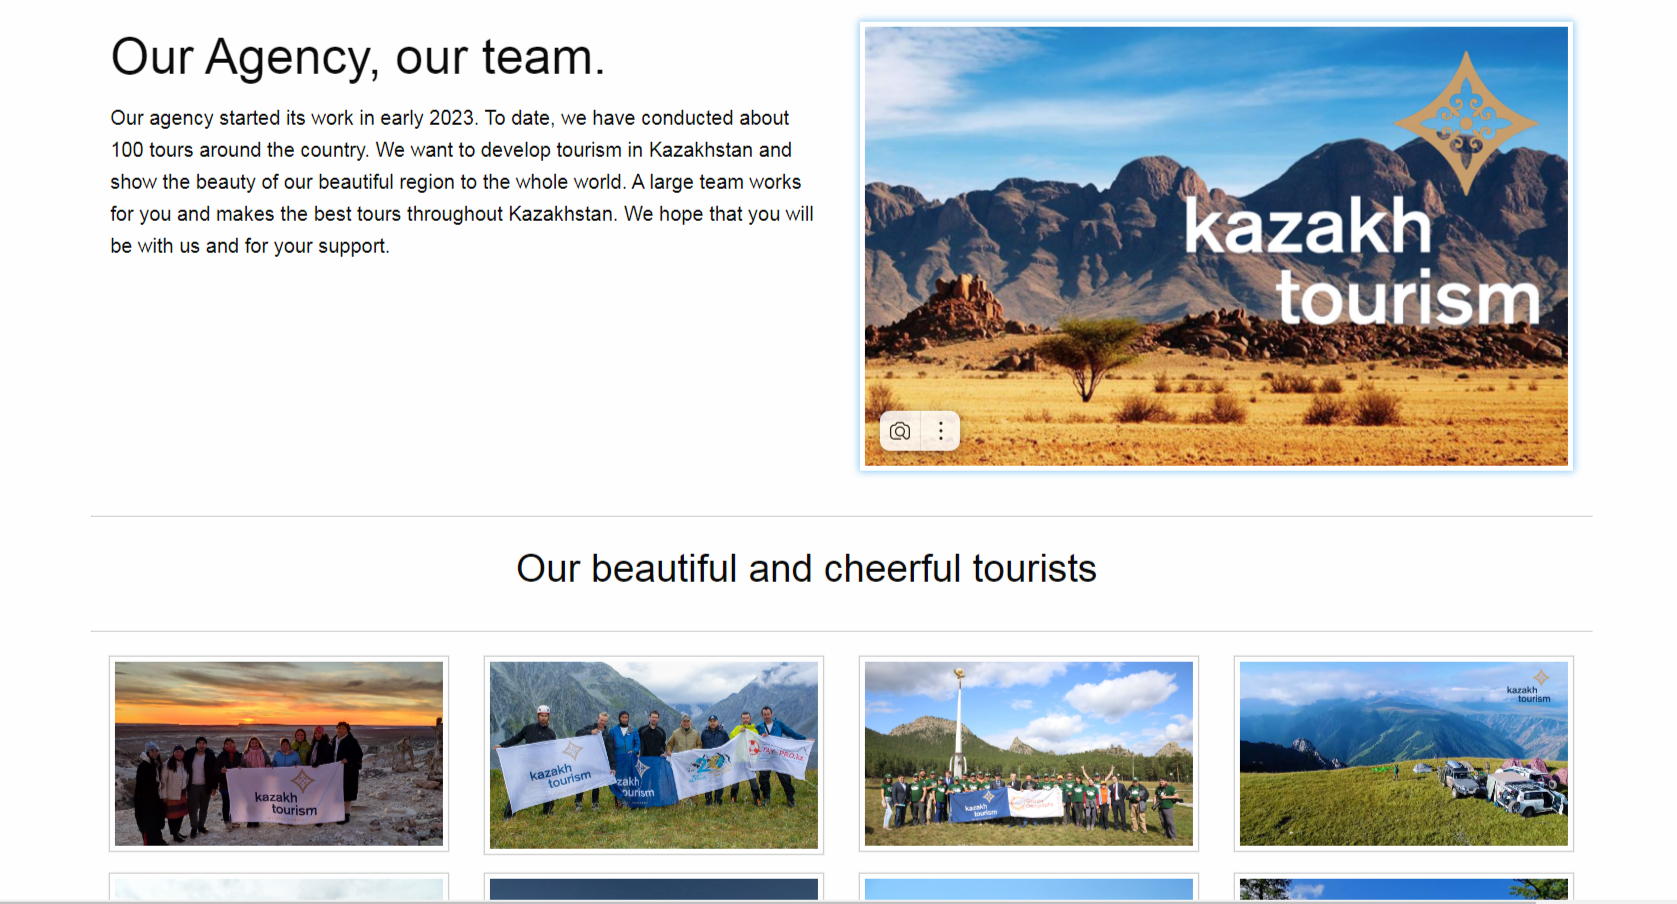 Our Agency, our team.
Our agency started its work in early 2023. To date, we have conducted about
100 tours around the country. We want to develop tourism in Kazakhstan and
show the beauty of our beautiful region to the whole world. A large team works
for you and makes the best tours throughout Kazakhstan. We hope that you will
be with us and for your support.
kazakh
tourism
Our beautiful and cheerful tourists
kazakh
tourism
kazakh
tourism
zakh
ourism
kazakh
tourism
kazakh
tourism